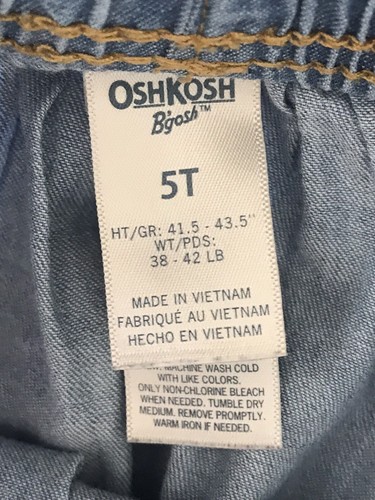 OSHKOSH
B'gosh™
5T
HT/GR: 41.5 - 43.5"
WT/PDS:
38 - 42 LB
MADE IN VIETNAM
FABRIQUÉ AU VIETNAM
HECHO EN VIETNAM
MACHINE WASH COLD
WITH LIKE COLORS.
ONLY NON-CHLORINE BLEACH
WHEN NEEDED. TUMBLE DRY
MEDIUM. REMOVE PROMPTLY.
WARM IRON IF NEEDED.